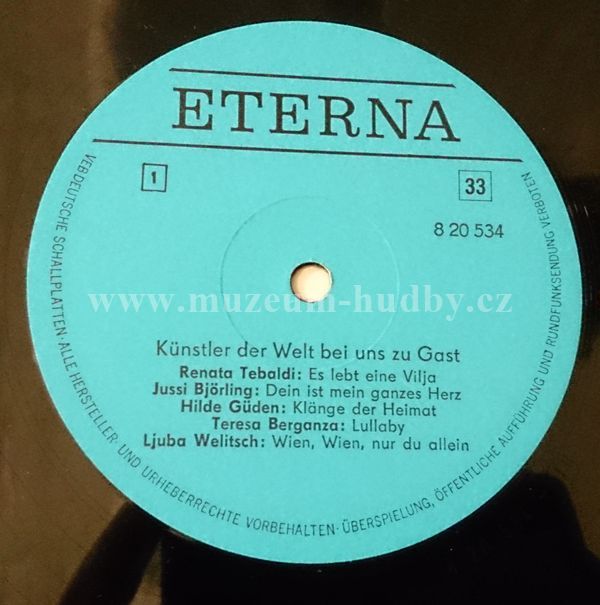 ETERNA
1
33
8 20 534
www.muzeum-hudby.cz
Künstler der Welt bei uns zu Gast
Renata Tebaldi: Es lebt eine Vilja
Jussi Björling: Dein ist mein ganzes Herz
Hilde Güden: Klänge der Heimat
Teresa Berganza: Lullaby
Ljuba Welitsch: Wien, Wien, nur du allein
VEB DEUTSCHE SCHALLPLATTEN · ALLE HERSTELLER- UND URHEBERRECHTE VORBEHALTEN · ÜBERSPIELUNG, ÖFFENTLICHE AUFFÜHRUNG UND RUNDFUNKSENDUNG VERBOTEN